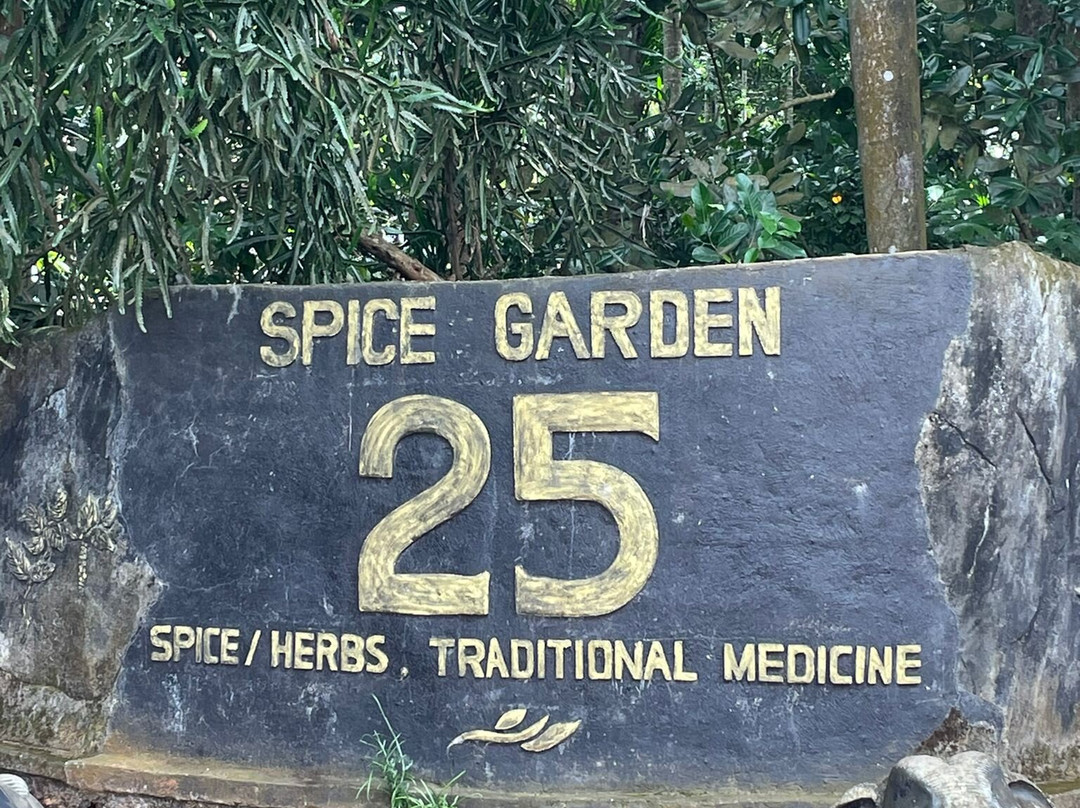 SPICE GARDEN
25
SPICE / HERBS , TRADITIONAL MEDICINE